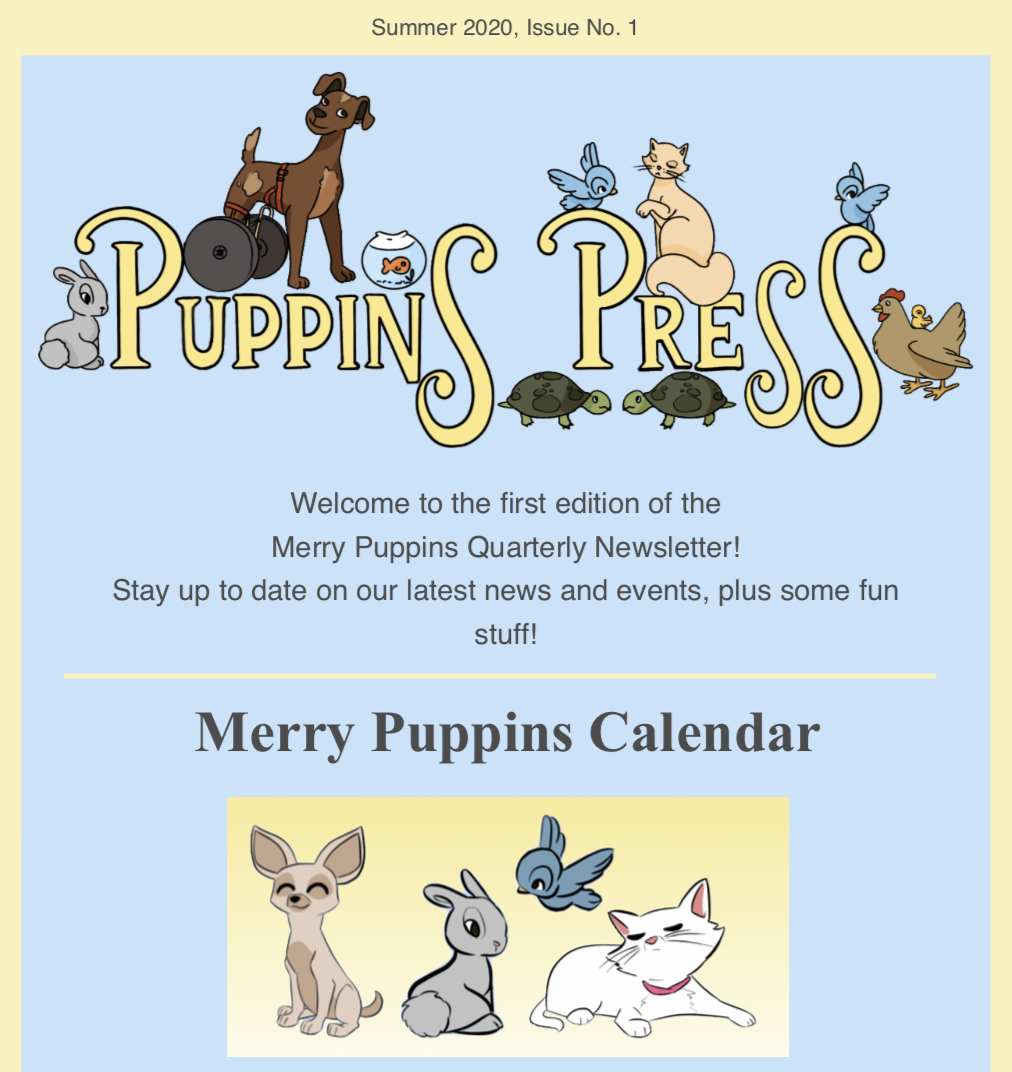 Summer 2020, Issue No. 1
PUPPINS PRESS
Welcome to the first edition of the
Merry Puppins Quarterly Newsletter!
Stay up to date on our latest news and events, plus some fun
stuff!
Merry Puppins Calendar